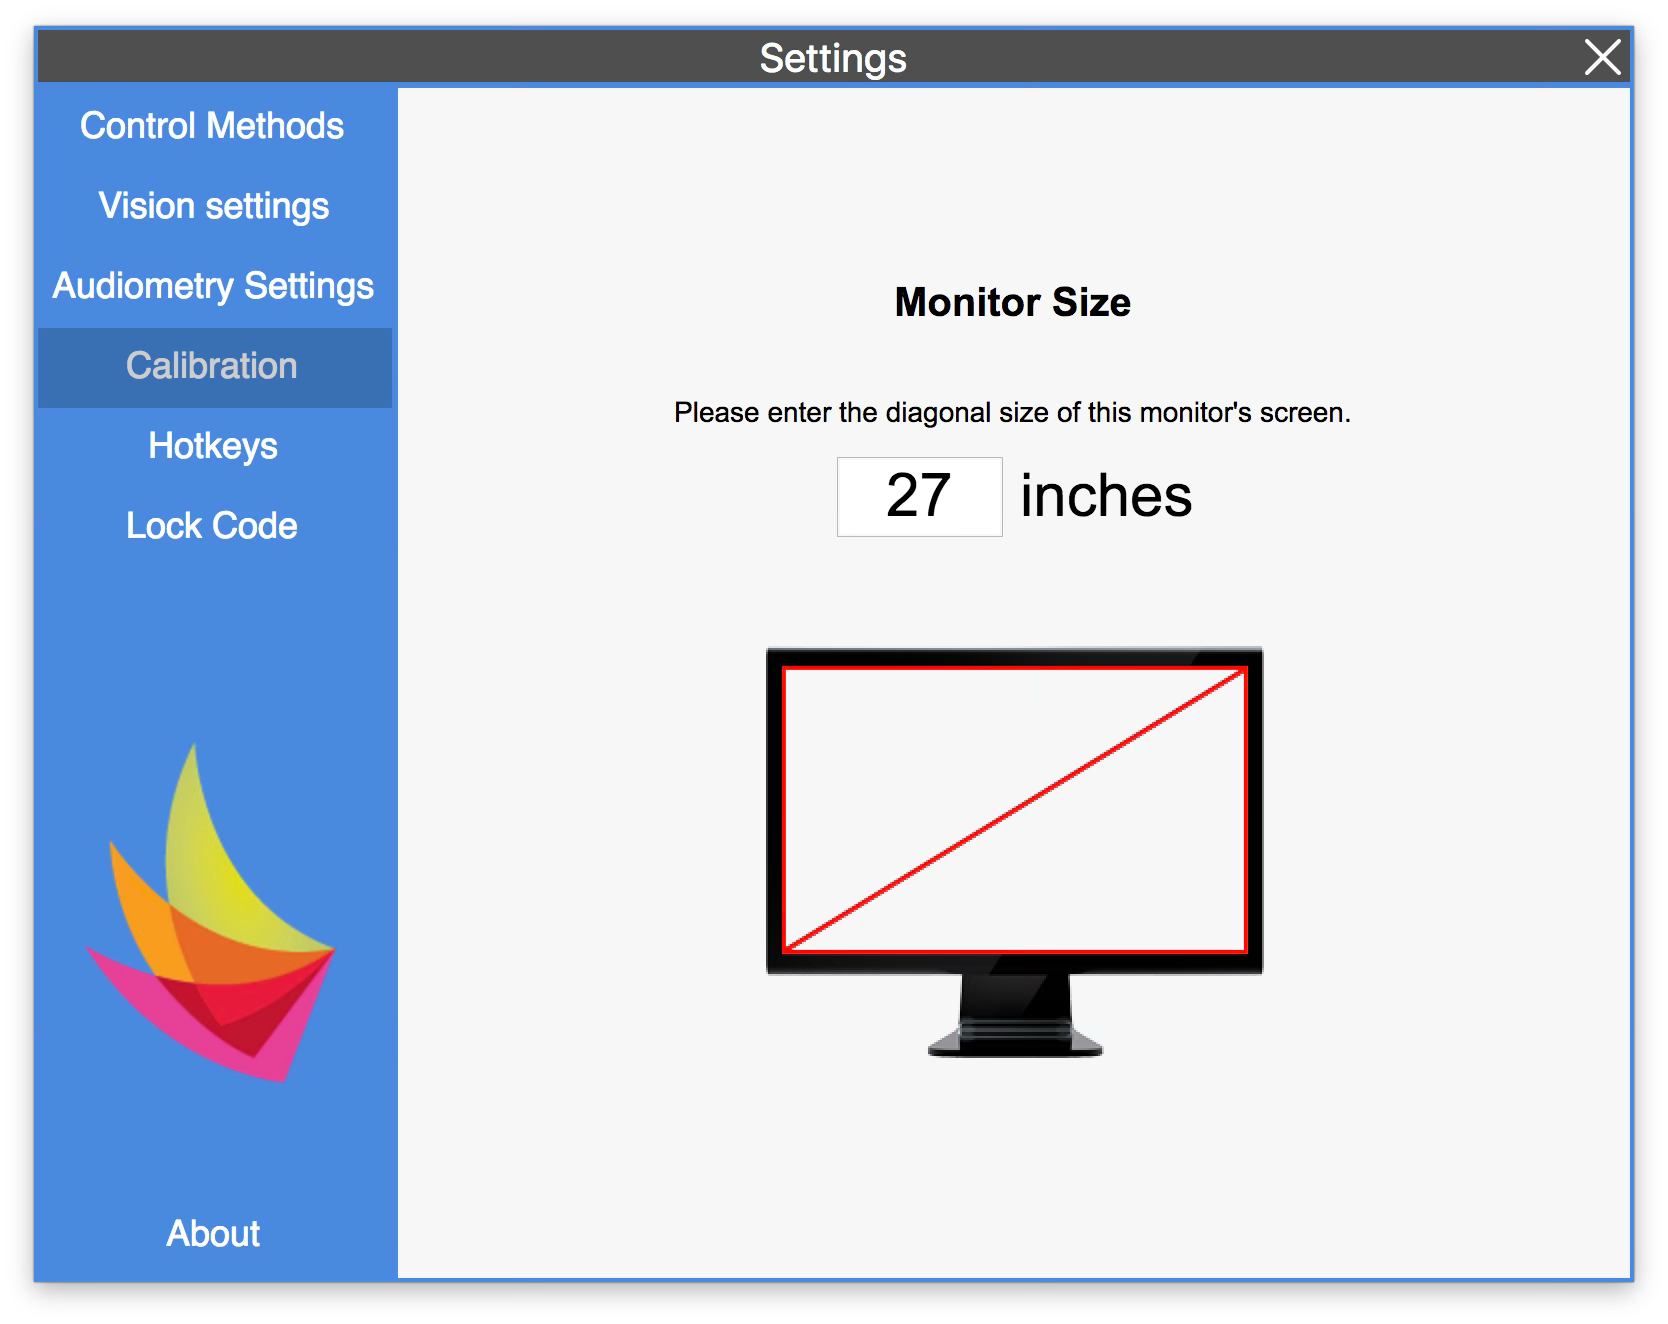 Settings
Control Methods
Vision settings
Audiometry Settings
Calibration
Hotkeys
Lock Code
About
Monitor Size
Please enter the diagonal size of this monitor's screen.
27 inches